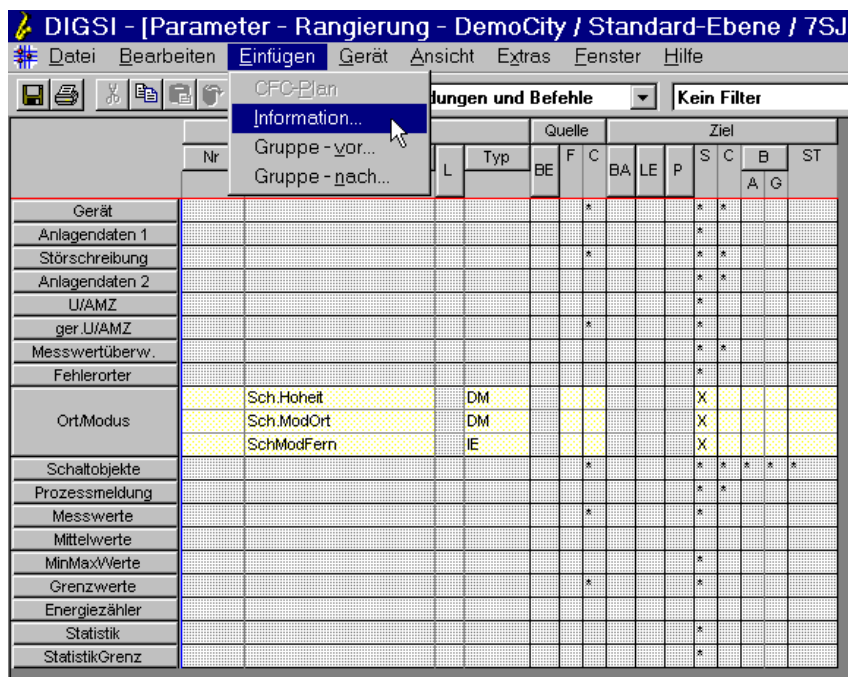 DIGSI - [Parameter - Rangierung - DemoCity / Standard-Ebene / 7SJ
Datei Bearbeiten Einfügen Gerät Ansicht Extras Fenster Hilfe
CFC-Plan
Information...
Gruppe - vor...
Gruppe - nach...
dungen und Befehle Kein Filter
Quelle Ziel
Nr L Typ BE F C BA LE P S C B ST
A G
Gerät * * *
Anlagendaten 1 *
Störschreibung * * *
Anlagendaten 2 * *
U/AMZ *
ger.U/AMZ * *
Messwertüberw. * *
Fehlerorter *
Ort/Modus
Sch.Hoheit DM X
Sch.ModOrt DM X
SchModFern IE X
Schaltobjekte * * * * * *
Prozessmeldung * *
Messwerte * *
Mittelwerte
MinMaxWerte *
Grenzwerte * *
Energiezähler
Statistik *
StatistikGrenz *